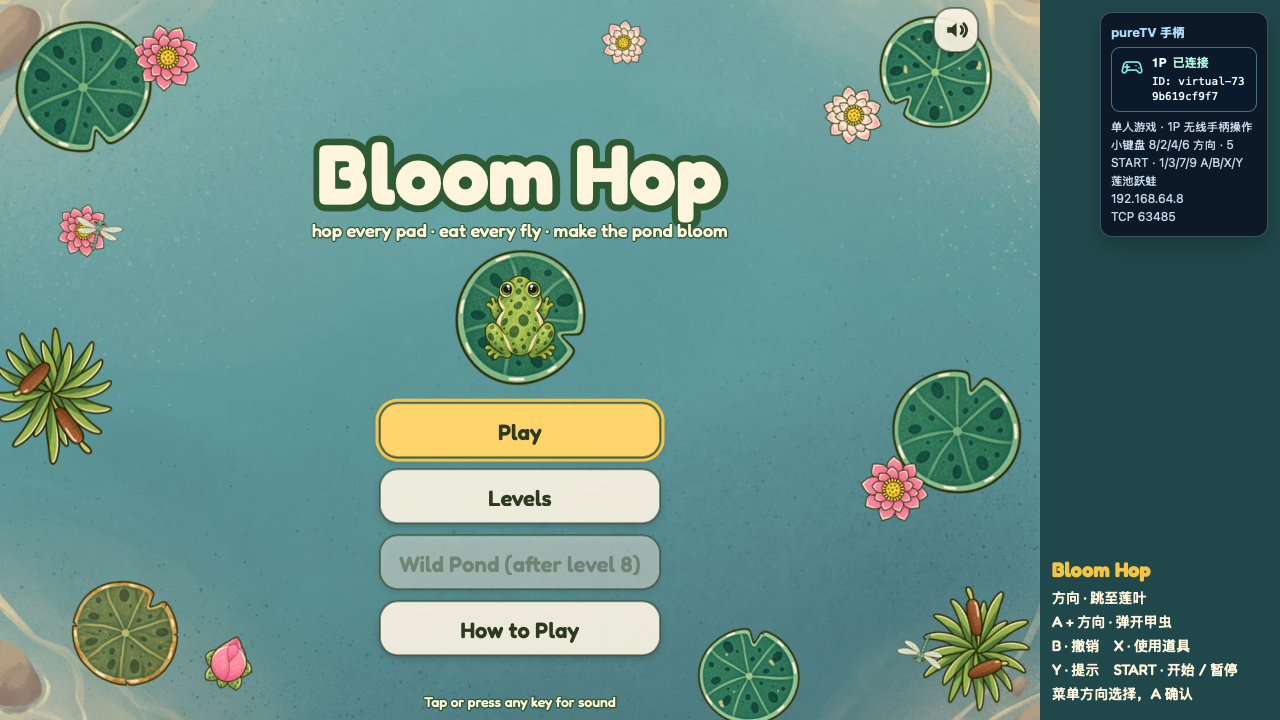 Bloom Hop
hop every pad · eat every fly · make the pond bloom
Play
Levels
Wild Pond (after level 8)
How to Play
Tap or press any key for sound
pureTV 手柄
1P 已连接
ID: virtual-73
9b619cf9f7
单人游戏 · 1P 无线手柄操作
小键盘 8/2/4/6 方向 · 5
START · 1/3/7/9 A/B/X/Y
莲池跃蛙
192.168.64.8
TCP 63485
Bloom Hop
方向 · 跳至莲叶
A + 方向 · 弹开甲虫
B · 撤销 X · 使用道具
Y · 提示 START · 开始 / 暂停
菜单方向选择，A 确认